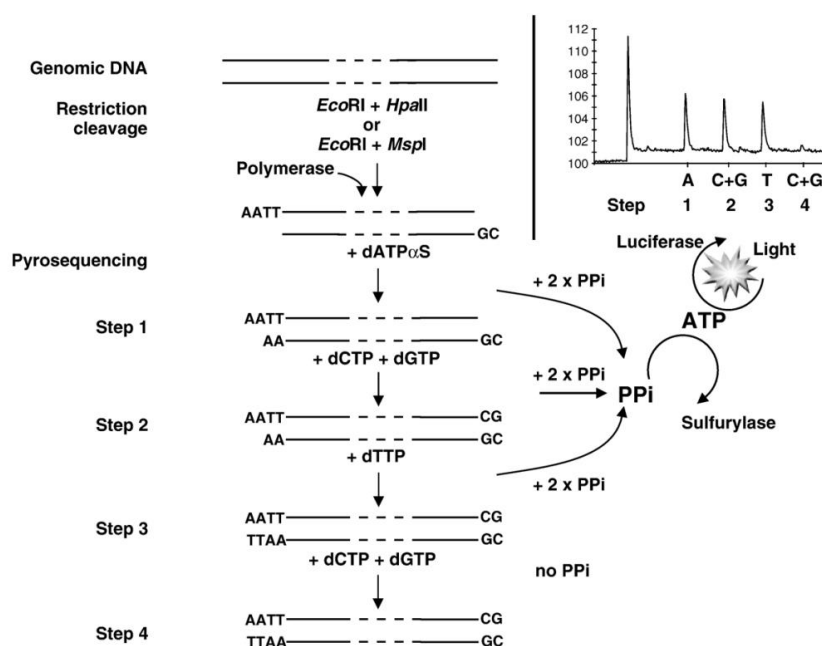 Genomic DNA
Restriction
cleavage
EcoRI + HpaII
or
EcoRI + MspI
Polymerase
AATT
GC
+ dATPαS
Pyrosequencing
Step 1
AATT
AA GC
+ dCTP + dGTP
Step 2
AATT CG
AA GC
+ dTTP
Step 3
AATT CG
TTAA GC
+ dCTP + dGTP
Step 4
AATT CG
TTAA GC
112
110
108
106
104
102
100
A C+G T C+G
Step 1 2 3 4
Luciferase Light
+ 2 x PPi
ATP
+ 2 x PPi
PPi
Sulfurylase
+ 2 x PPi
no PPi